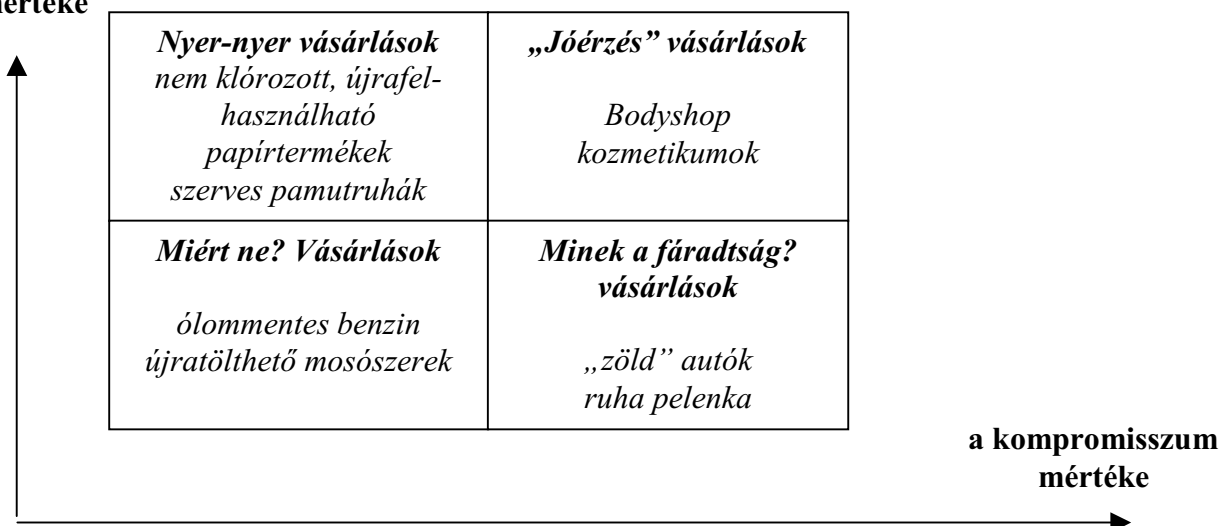 mértéke
Nyer-nyer vásárlások
nem klórozott, újrafel-
használható
papírtermékek
szerves pamutruhák
„Jóérzés” vásárlások
Bodyshop
kozmetikumok
Miért ne? Vásárlások
ólommentes benzin
újratölthető mosószerek
Minek a fáradtság?
vásárlások
„zöld” autók
ruha pelenka
a kompromisszum
mértéke